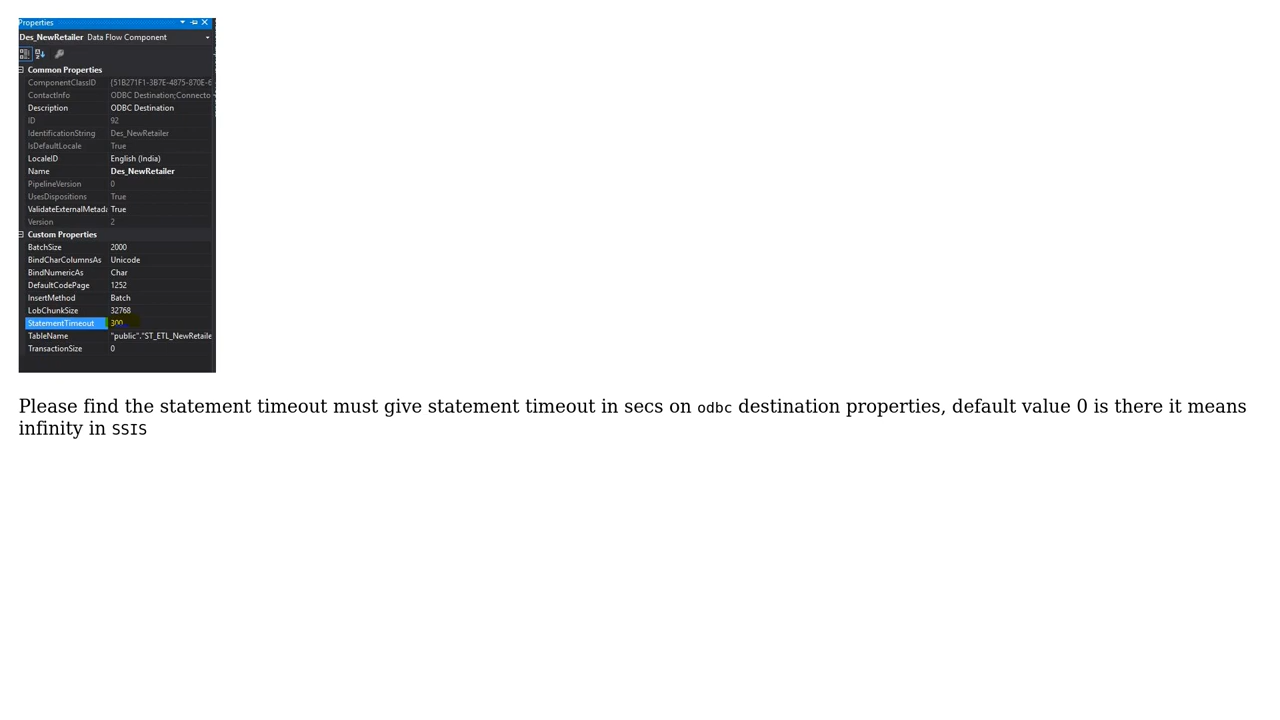 Properties
Des_NewRetailer Data Flow Component
Common Properties
ComponentClassID {51B271F1-3B7E-4875-870E-6
ContactInfo ODBC Destination;Connecto
Description ODBC Destination
ID 92
IdentificationString Des_NewRetailer
IsDefaultLocale True
LocaleID English (India)
Name Des_NewRetailer
PipelineVersion 0
UsesDispositions True
ValidateExternalMetada True
Version 2
Custom Properties
BatchSize 2000
BindCharColumnsAs Unicode
BindNumericAs Char
DefaultCodePage 1252
InsertMethod Batch
LobChunkSize 32768
StatementTimeout 300
TableName "public"."ST_ETL_NewRetaile
TransactionSize 0
Please find the statement timeout must give statement timeout in secs on odbc destination properties, default value 0 is there it means
infinity in SSIS